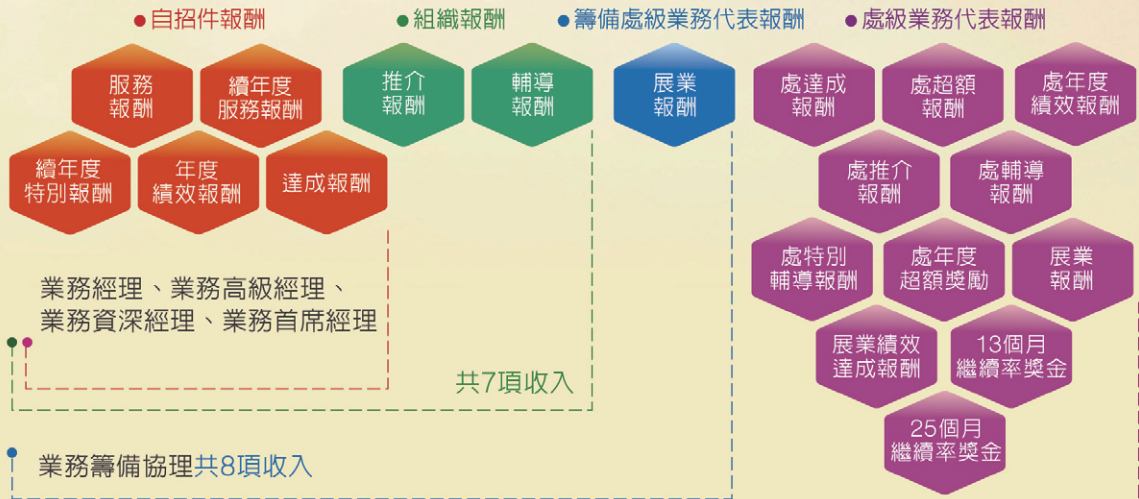 ●自招件報酬
●組織報酬
●籌備處級業務代表報酬
●處級業務代表報酬
服務
報酬
續年度
服務報酬
推介
報酬
輔導
報酬
展業
報酬
處達成
報酬
處超額
報酬
處年度
績效報酬
續年度
特別報酬
年度
績效報酬
達成報酬
處推介
報酬
處輔導
報酬
處特別
輔導報酬
處年度
超額獎勵
展業
報酬
業務經理、業務高級經理、
業務資深經理、業務首席經理
展業績效
達成報酬
13個月
繼續率獎金
共7項收入
25個月
繼續率獎金
業務籌備協理共8項收入